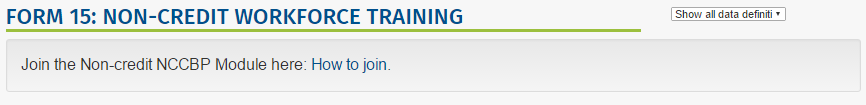 FORM 15: NON-CREDIT WORKFORCE TRAINING
Show all data definiti
Join the Non-credit NCCBP Module here: How to join.